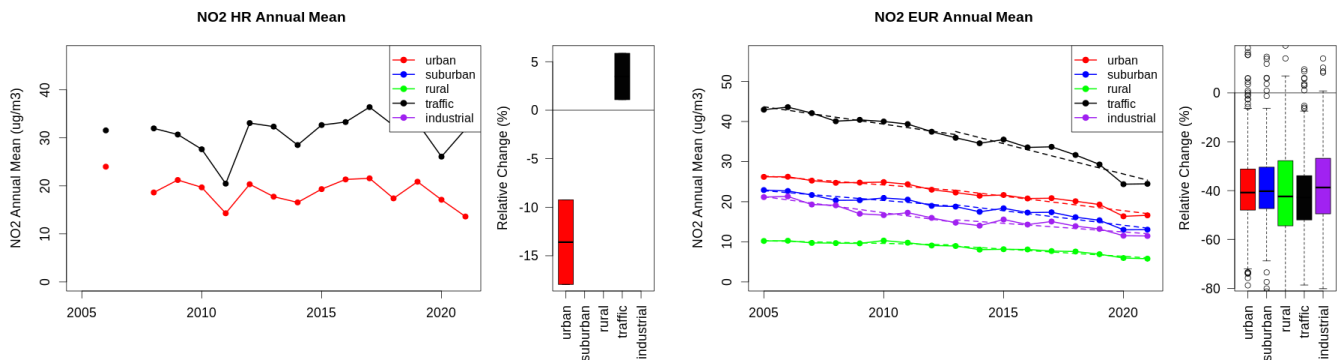 NO2 HR Annual Mean
NO2 Annual Mean (ug/m3)
0
10
20
30
40
2005
2010
2015
2020
urban
suburban
rural
traffic
industrial
Relative Change (%)
5
0
-5
-10
-15
urban
suburban
rural
traffic
industrial
NO2 EUR Annual Mean
NO2 Annual Mean (ug/m3)
0
10
20
30
40
50
2005
2010
2015
2020
urban
suburban
rural
traffic
industrial
Relative Change (%)
0
-20
-40
-60
-80
urban
suburban
rural
traffic
industrial